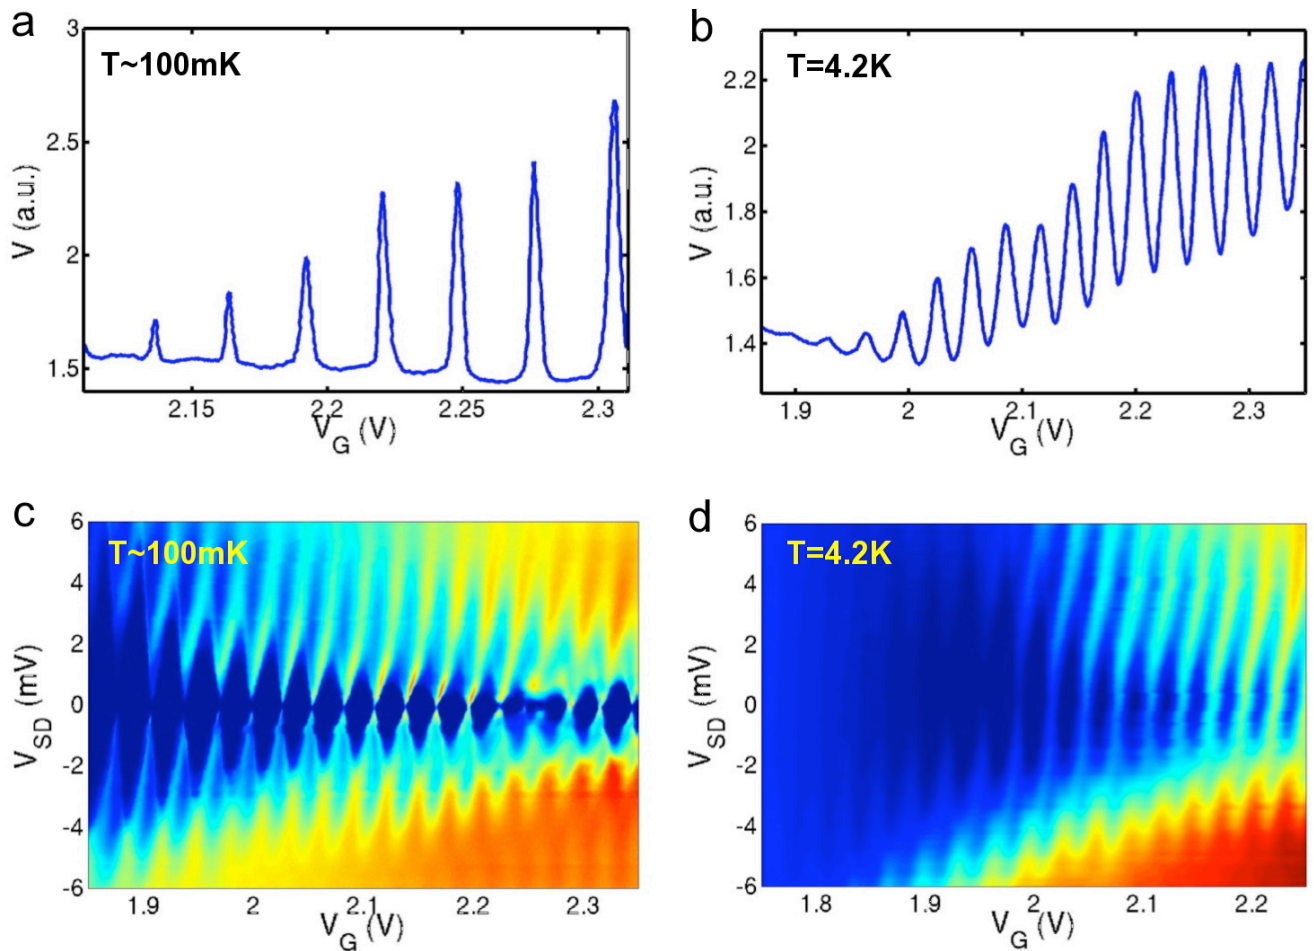 a
T~100mK
3
2.5
2
1.5
V (a.u.)
2.15
2.2
2.25
2.3
V_G (V)
b
T=4.2K
2.2
2
1.8
1.6
1.4
V (a.u.)
1.9
2
2.1
2.2
2.3
V_G (V)
c
T~100mK
6
4
2
0
-2
-4
-6
V_SD (mV)
1.9
2
2.1
2.2
2.3
V_G (V)
d
T=4.2K
6
4
2
0
-2
-4
-6
V_SD (mV)
1.8
1.9
2
2.1
2.2
V_G (V)